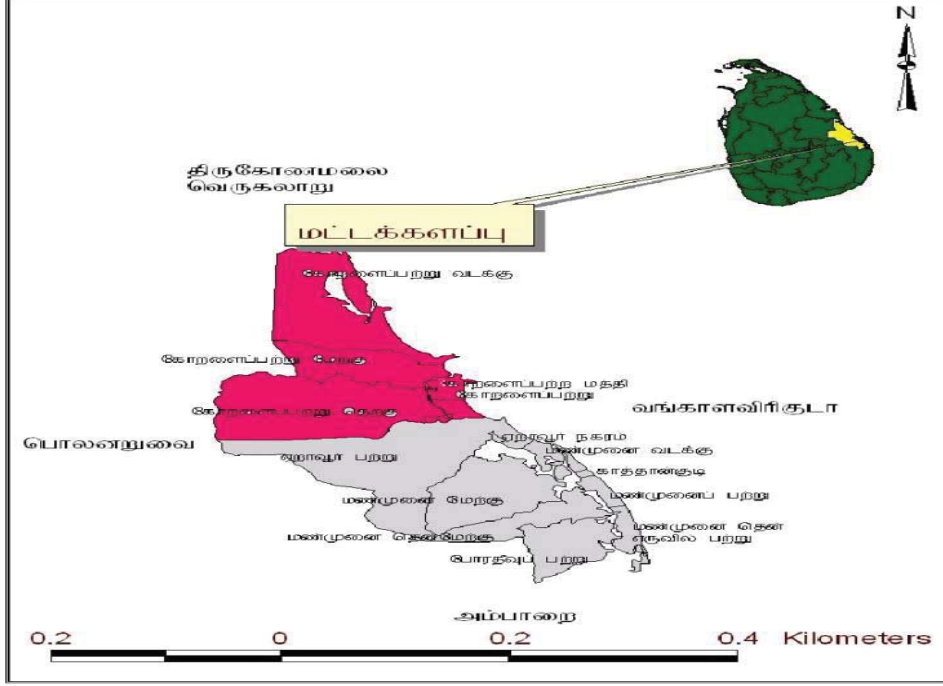 N
திருகோணமலை
வெருகலாறு
மட்டக்களப்பு
கோறளைப்பற்று வடக்கு
கோறளைப்பற்று மேற்கு
கோறளைப்பற்ற மத்தி
கோறளைப்பற்று
கோறளைப்பற்று தெற்கு
வங்காளவிரிகுடா
பொலனறுவை
ஏறாவூர் நகரம்
ஏறாவூர் பற்று
மண்முனை வடக்கு
காத்தான்குடி
மண்முனைப் பற்று
மண்முனை மேற்கு
மண்முனை தென்
எருவில் பற்று
மண்முனை தென்மேற்கு
போரதீவுப் பற்று
அம்பாறை
0.2 0 0.2 0.4 Kilometers